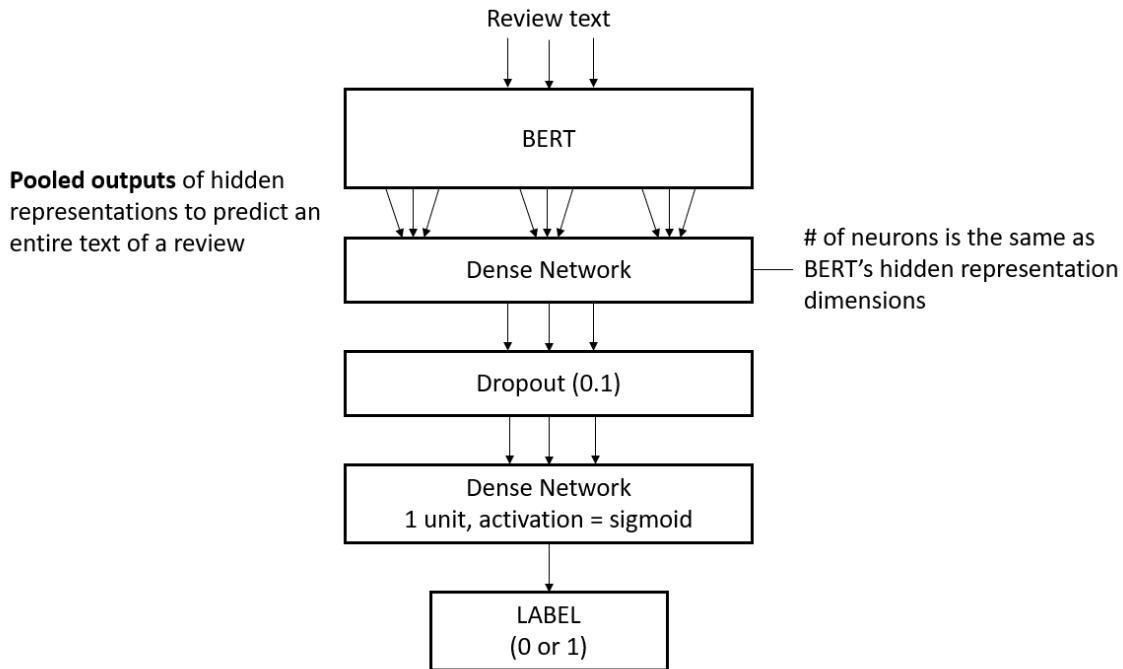 Review text
BERT
Pooled outputs of hidden
representations to predict an
entire text of a review
# of neurons is the same as
BERT's hidden representation
dimensions
Dense Network
Dropout (0.1)
Dense Network
1 unit, activation = sigmoid
LABEL
(0 or 1)